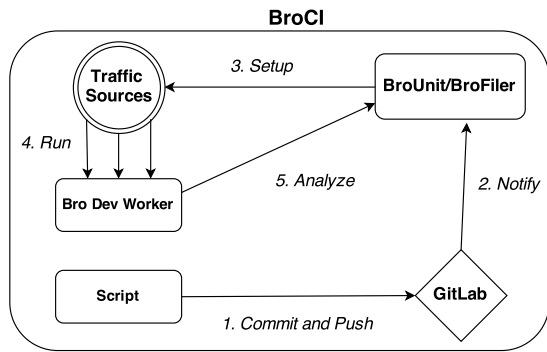 BroCI
Traffic
Sources
3. Setup
BroUnit/BroFiler
4. Run
5. Analyze
2. Notify
Bro Dev Worker
Script
GitLab
1. Commit and Push